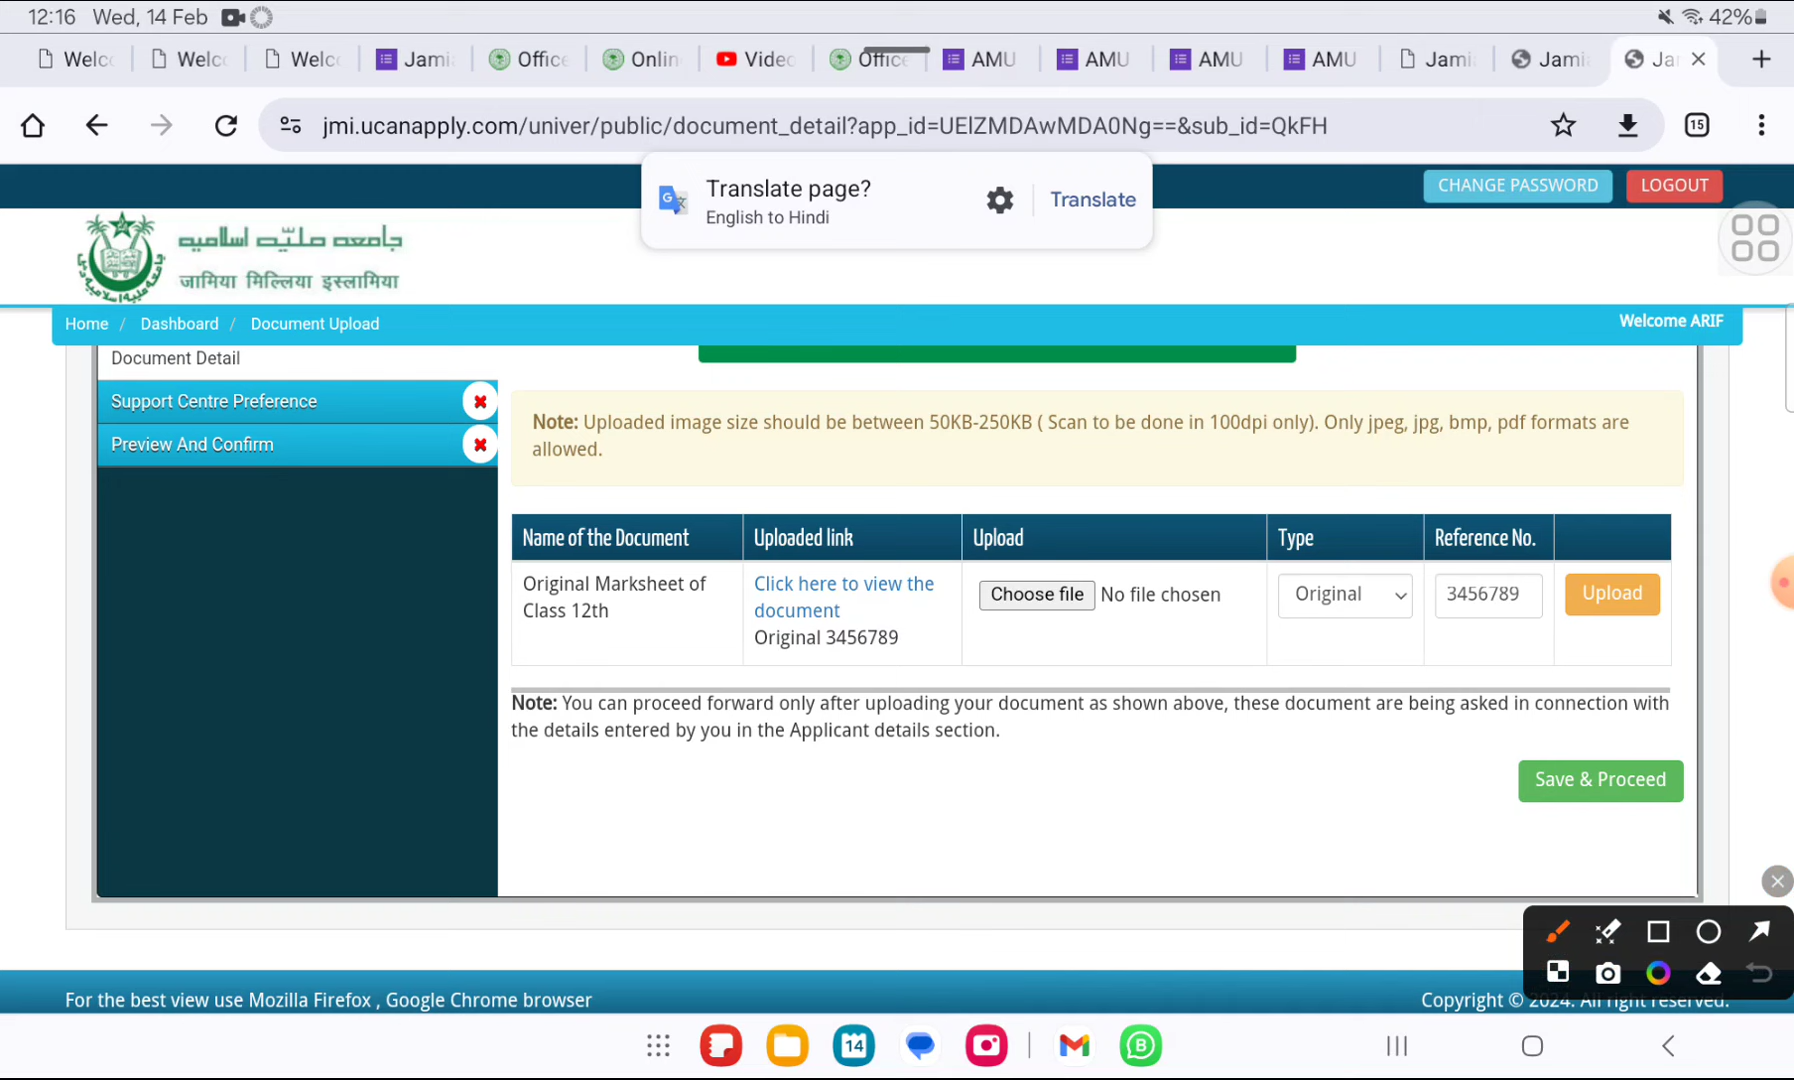 12:16 Wed, 14 Feb
42%
Welc Welc Welc Jami Office Onlin Video Office AMU AMU AMU AMU Jami Jami Ja
jmi.ucanapply.com/univer/public/document_detail?app_id=UElZMDAwMDA0Ng==&sub_id=QkFH
15
Translate page?
English to Hindi
Translate
CHANGE PASSWORD
LOGOUT
جامعه ملیّه اسلامیه
जामिया मिल्लिया इस्लामिया
Home / Dashboard / Document Upload
Welcome ARIF
Document Detail
Support Centre Preference
Preview And Confirm
Note: Uploaded image size should be between 50KB-250KB ( Scan to be done in 100dpi only). Only jpeg, jpg, bmp, pdf formats are
allowed.
Name of the Document Uploaded link Upload Type Reference No.
Original Marksheet of
Class 12th
Click here to view the
document
Original 3456789
Choose file No file chosen
Original
3456789
Upload
Note: You can proceed forward only after uploading your document as shown above, these document are being asked in connection with
the details entered by you in the Applicant details section.
Save & Proceed
For the best view use Mozilla Firefox , Google Chrome browser
Copyright © 2024. All right reserved.
14